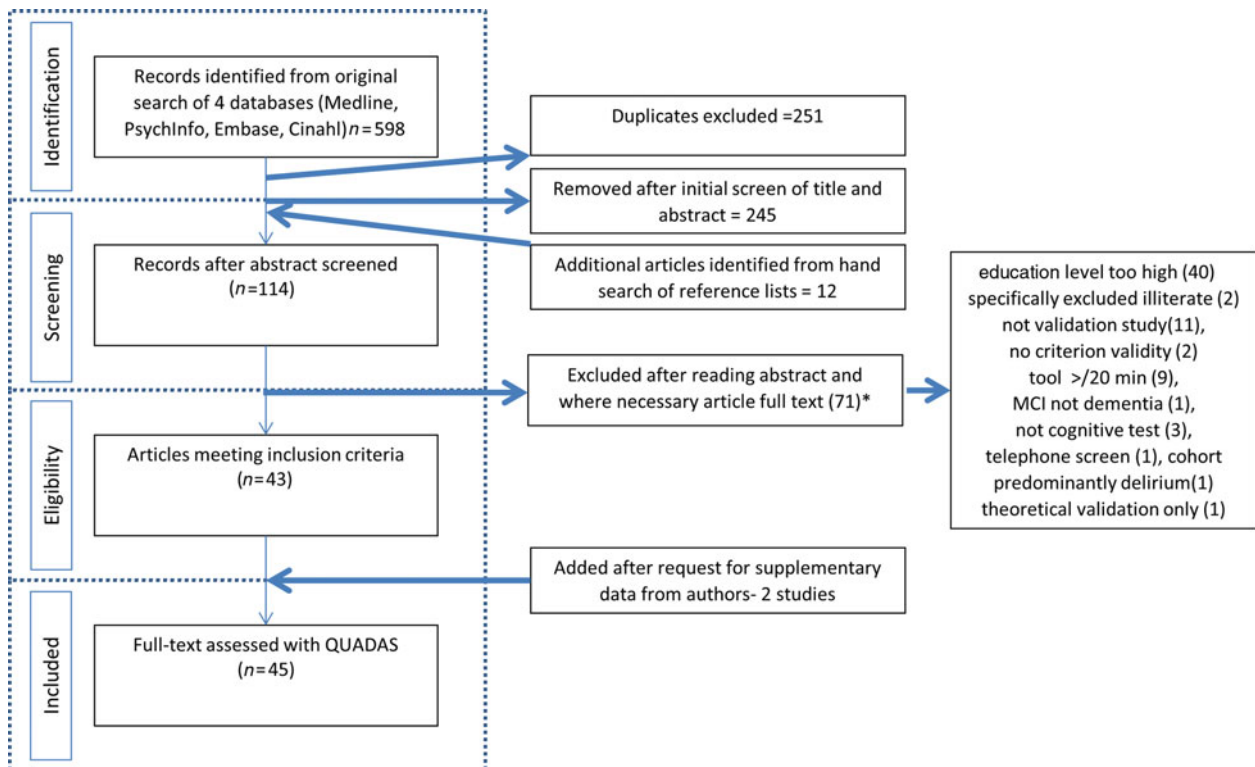 Identification
Records identified from original
search of 4 databases (Medline,
PsychInfo, Embase, Cinahl)n=598
Duplicates excluded =251
Removed after initial screen of title and
abstract = 245
Screening
Records after abstract screened
(n=114)
Additional articles identified from hand
search of reference lists = 12
Excluded after reading abstract and
where necessary article full text (71)*
education level too high (40)
specifically excluded illiterate (2)
not validation study(11),
no criterion validity (2)
tool >/20 min (9),
MCI not dementia (1),
not cognitive test (3),
telephone screen (1), cohort
predominantly delirium(1)
theoretical validation only (1)
Eligibility
Articles meeting inclusion criteria
(n=43)
Added after request for supplementary
data from authors- 2 studies
Included
Full-text assessed with QUADAS
(n=45)